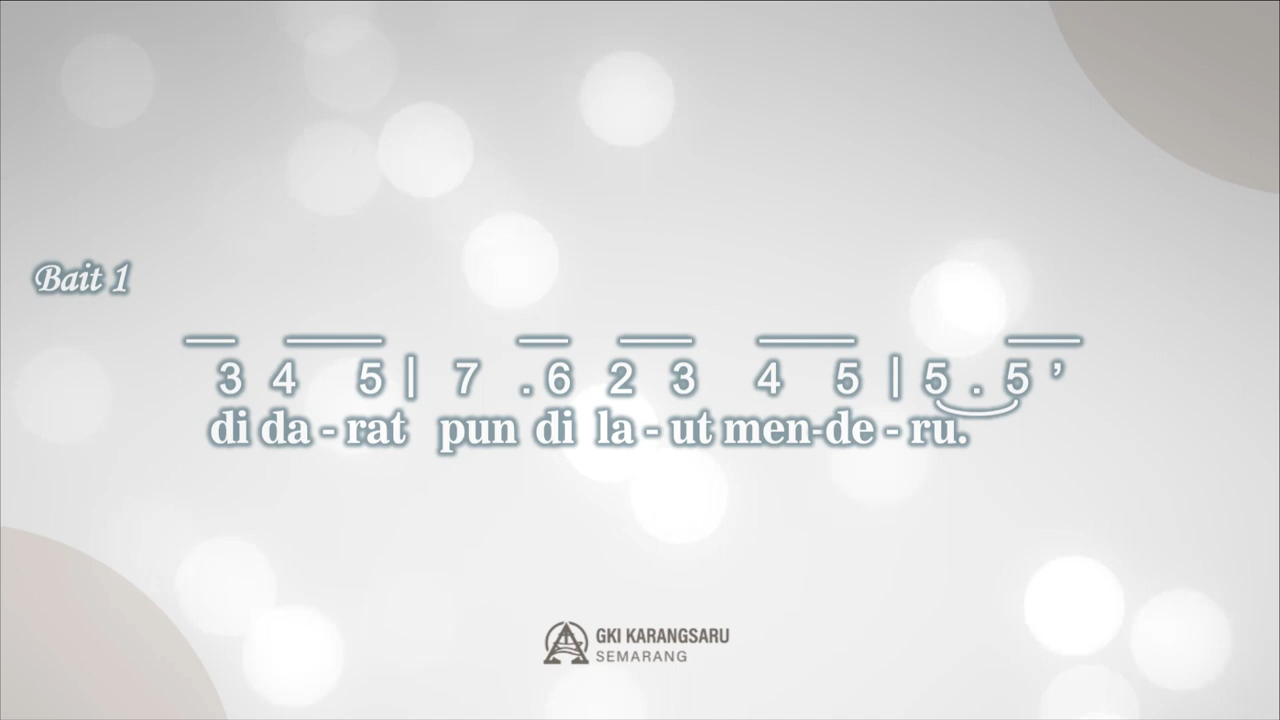 Bait 1
3 4 5 | 7 . 6 2 3 4 5 | 5 . 5 ’
di da - rat pun di la - ut men-de - ru.
GKI KARANGSARU
SEMARANG